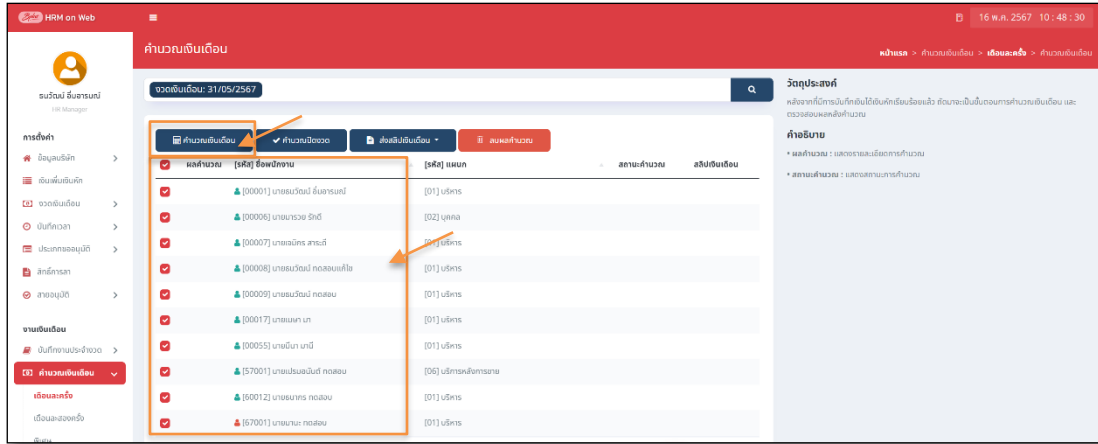 HRM on Web
16 พ.ค. 2567 10 : 48 : 30
คำนวณเงินเดือน
หน้าแรก > คำนวณเงินเดือน > เดือนละครั้ง > คำนวณเงินเดือน
ธนวัฒน์ อิ่มอารมณ์
HR Manager
การตั้งค่า
ข้อมูลบริษัท
เงินเพิ่มเงินหัก
งวดเงินเดือน
บันทึกเวลา
ประเภทขออนุมัติ
สิทธิ์การลา
สายอนุมัติ
งานเงินเดือน
บันทึกงานประจำงวด
คำนวณเงินเดือน
เดือนละครั้ง
เดือนละสองครั้ง
พิเศษ
งวดเงินเดือน: 31/05/2567
คำนวณเงินเดือน
คำนวณปิดงวด
ส่งสลิปเงินเดือน
ลบผลคำนวณ
ผลคำนวณ [รหัส] ชื่อพนักงาน [รหัส] แผนก สถานะคำนวณ สลิปเงินเดือน
[00001] นายธนวัฒน์ อิ่มอารมณ์ [01] บริหาร
[00006] นายมารวย รักดี [02] บุคคล
[00007] นายเอมิกร สาระดี [01] บริหาร
[00008] นายธนวัฒน์ ทดสอบแก้ไข [01] บริหาร
[00009] นายธนวัฒน์ ทดสอบ [01] บริหาร
[00017] นายเมษา มา [01] บริหาร
[00055] นายมีนา มานี [01] บริหาร
[57001] นายเปรมอนันต์ ทดสอบ [06] บริการหลังการขาย
[60012] นายธนากร ทดสอบ [01] บริหาร
[67001] นายมานะ ทดสอบ [01] บริหาร
วัตถุประสงค์
หลังจากที่มีการบันทึกเงินได้เงินหักเรียบร้อยแล้ว ถัดมาจะเป็นขั้นตอนการคำนวณเงินเดือน และ
ตรวจสอบผลหลังคำนวณ
คำอธิบาย
* ผลคำนวณ : แสดงรายละเอียดการคำนวณ
* สถานะคำนวณ : แสดงสถานะการคำนวณ